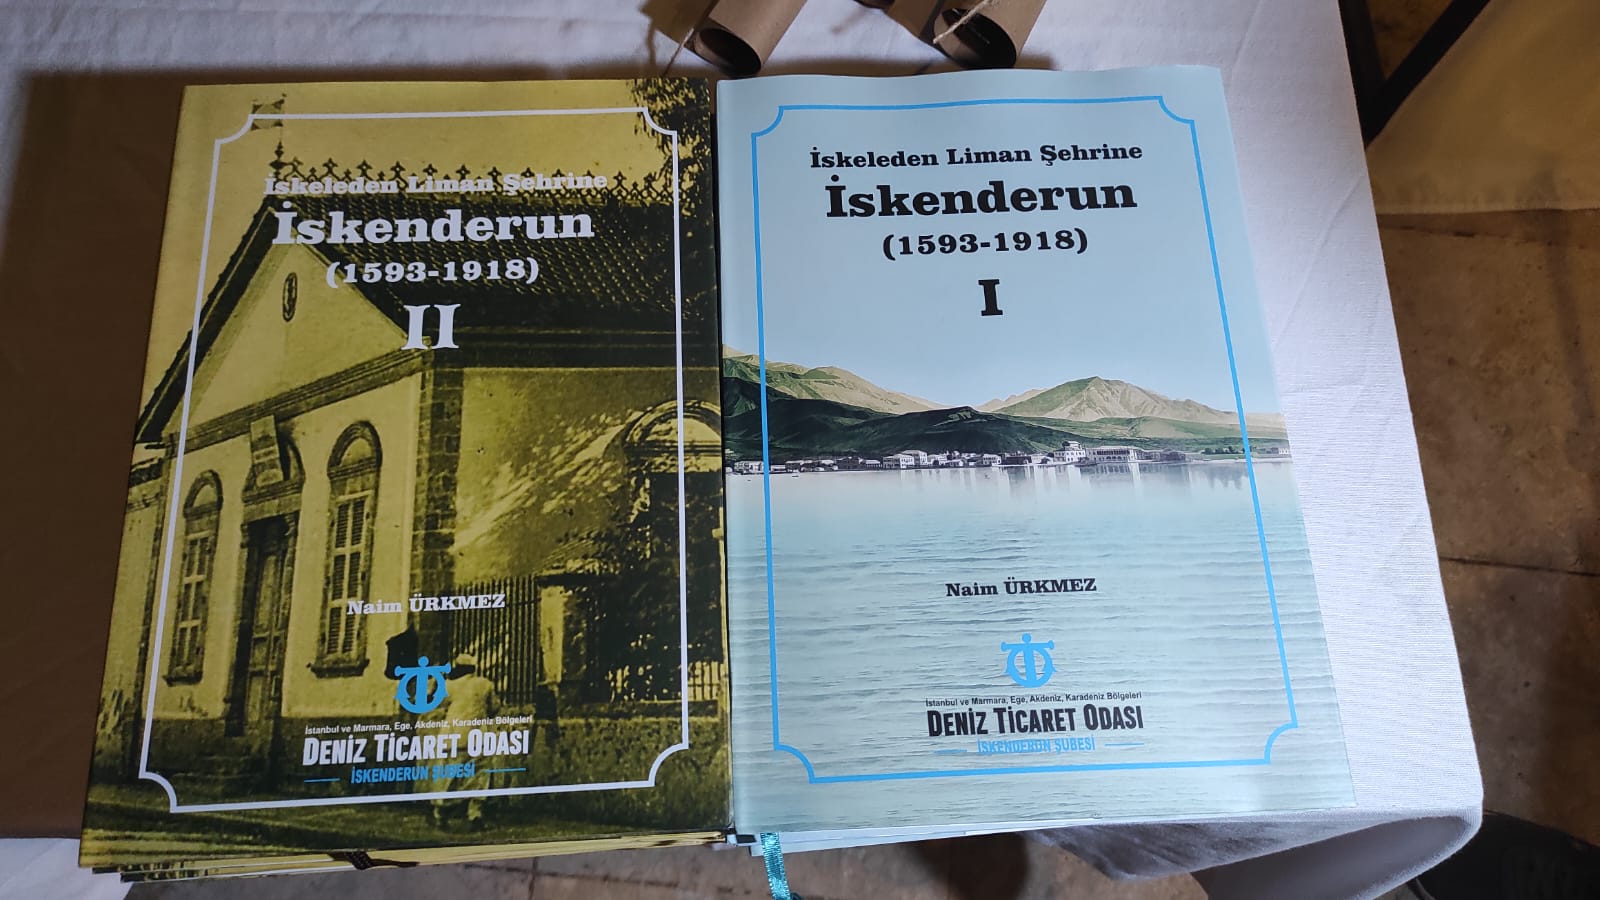 İskeleden Liman Şehrine
İskenderun
(1593-1918)
II
Naim ÜRKMEZ
İstanbul ve Marmara, Ege, Akdeniz, Karadeniz Bölgeleri
DENİZ TİCARET ODASI
İSKENDERUN ŞUBESİ
İskeleden Liman Şehrine
İskenderun
(1593-1918)
I
Naim ÜRKMEZ
İstanbul ve Marmara, Ege, Akdeniz, Karadeniz Bölgeleri
DENİZ TİCARET ODASI
İSKENDERUN ŞUBESİ